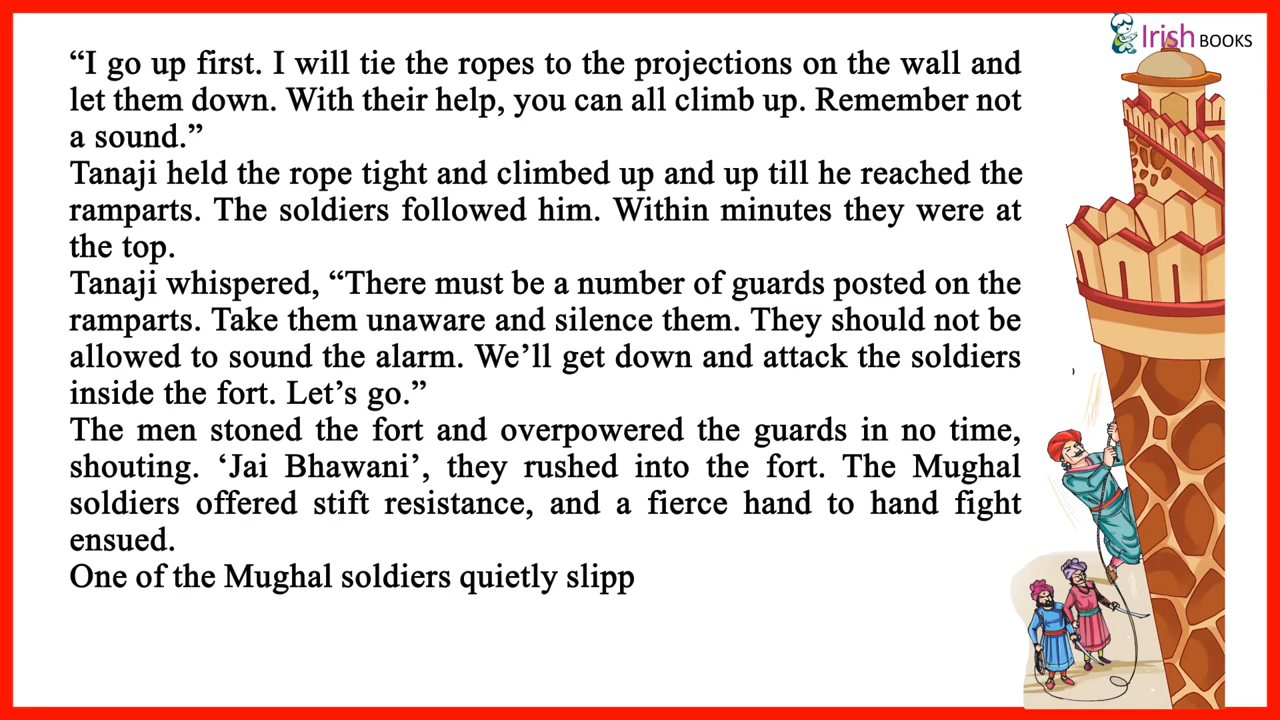 Irish BOOKS
“I go up first. I will tie the ropes to the projections on the wall and
let them down. With their help, you can all climb up. Remember not
a sound.”
Tanaji held the rope tight and climbed up and up till he reached the
ramparts. The soldiers followed him. Within minutes they were at
the top.
Tanaji whispered, “There must be a number of guards posted on the
ramparts. Take them unaware and silence them. They should not be
allowed to sound the alarm. We’ll get down and attack the soldiers
inside the fort. Let’s go.”
The men stoned the fort and overpowered the guards in no time,
shouting. ‘Jai Bhawani’, they rushed into the fort. The Mughal
soldiers offered stift resistance, and a fierce hand to hand fight
ensued.
One of the Mughal soldiers quietly slipp